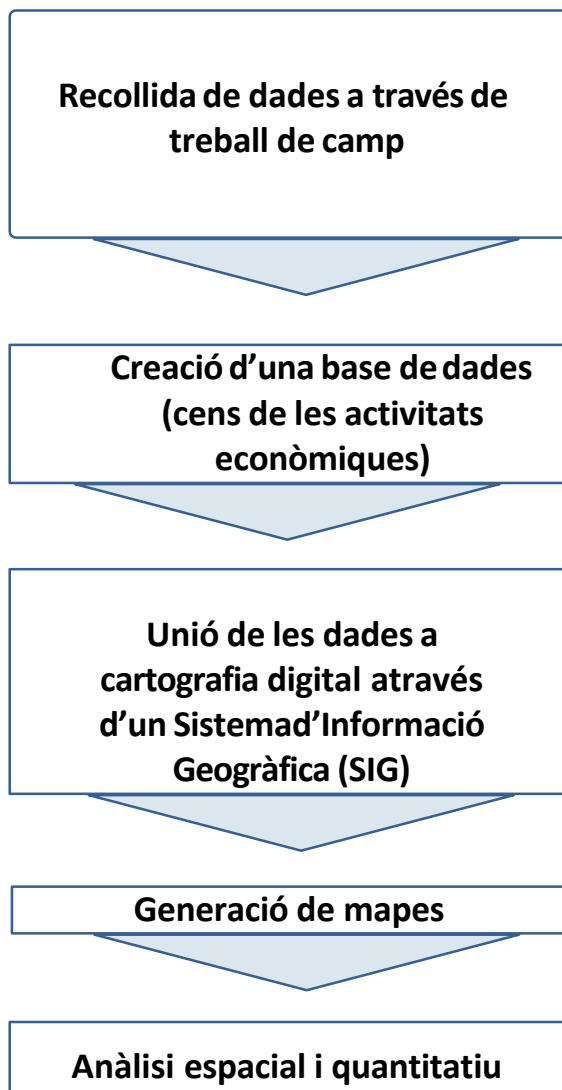 Recollida de dades a través de
treball de camp
Creació d’una base de dades
(cens de les activitats
econòmiques)
Unió de les dades a
cartografia digital através
d’un Sistemad’Informació
Geogràfica (SIG)
Generació de mapes
Anàlisi espacial i quantitatiu